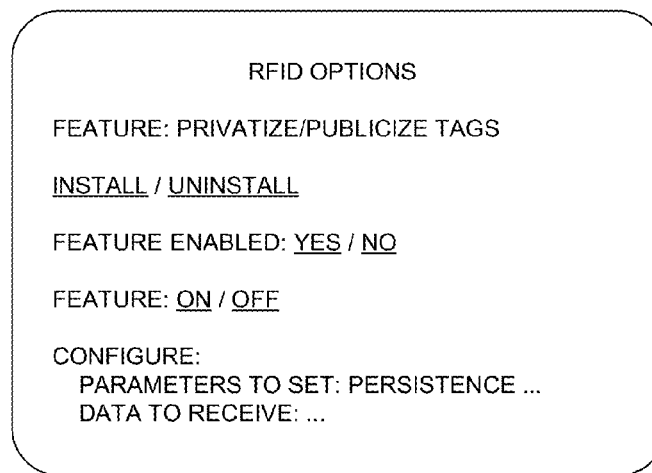 RFID OPTIONS
FEATURE: PRIVATIZE/PUBLICIZE TAGS
INSTALL / UNINSTALL
FEATURE ENABLED: YES / NO
FEATURE: ON / OFF
CONFIGURE:
PARAMETERS TO SET: PERSISTENCE ...
DATA TO RECEIVE: ...